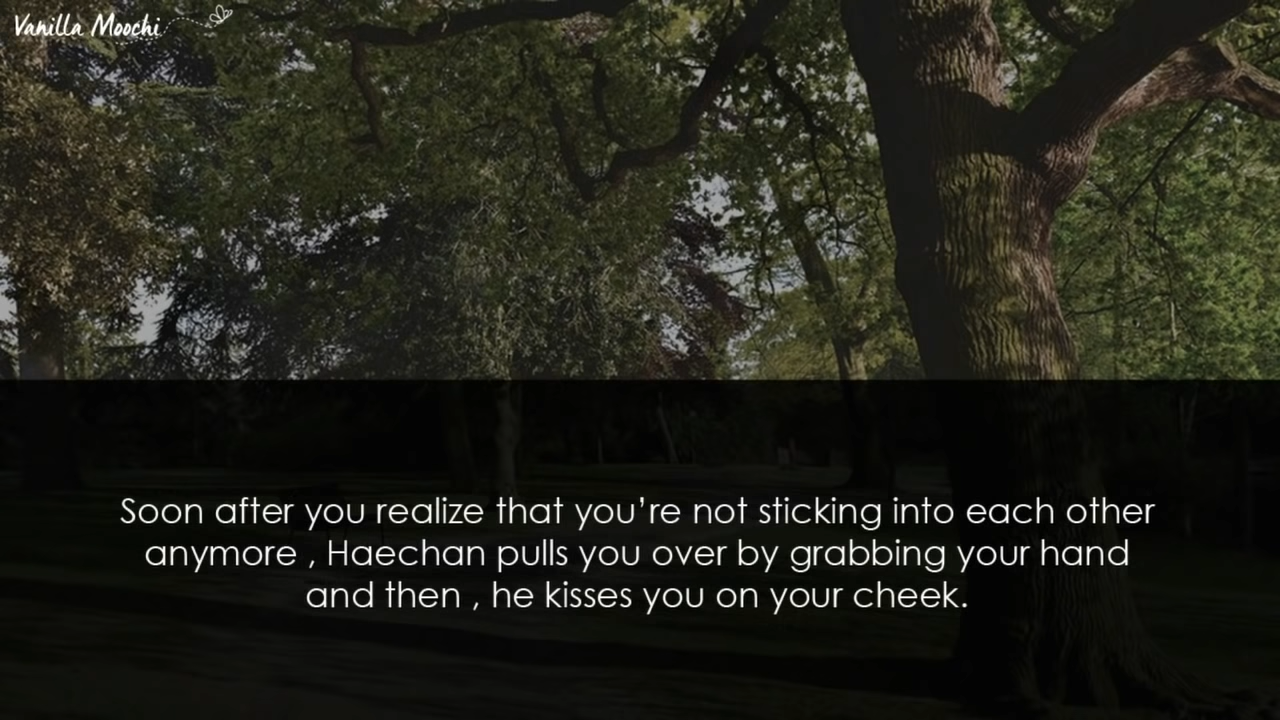 Vanilla Moochi
Soon after you realize that you’re not sticking into each other
anymore , Haechan pulls you over by grabbing your hand
and then , he kisses you on your cheek.